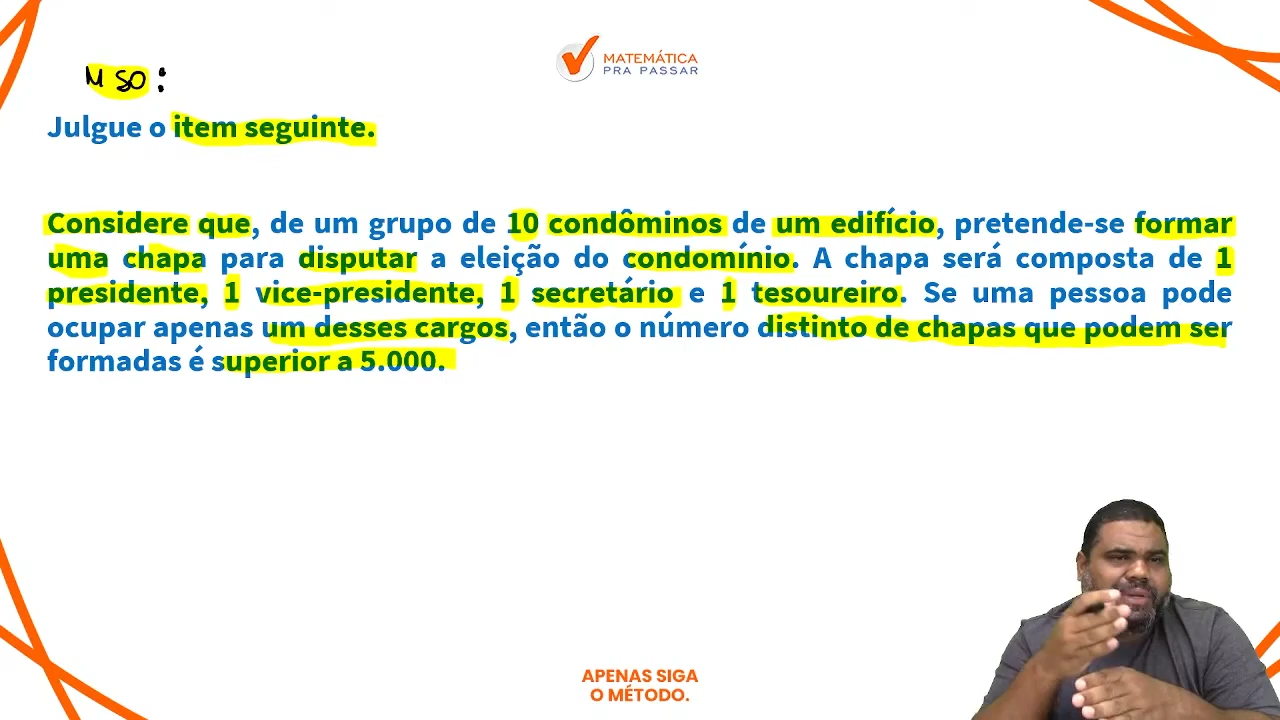 MATEMÁTICA
PRA PASSAR
M SO:
Julgue o item seguinte.
Considere que, de um grupo de 10 condôminos de um edifício, pretende-se formar
uma chapa para disputar a eleição do condomínio. A chapa será composta de 1
presidente, 1 vice-presidente, 1 secretário e 1 tesoureiro. Se uma pessoa pode
ocupar apenas um desses cargos, então o número distinto de chapas que podem ser
formadas é superior a 5.000.
APENAS SIGA
O MÉTODO.